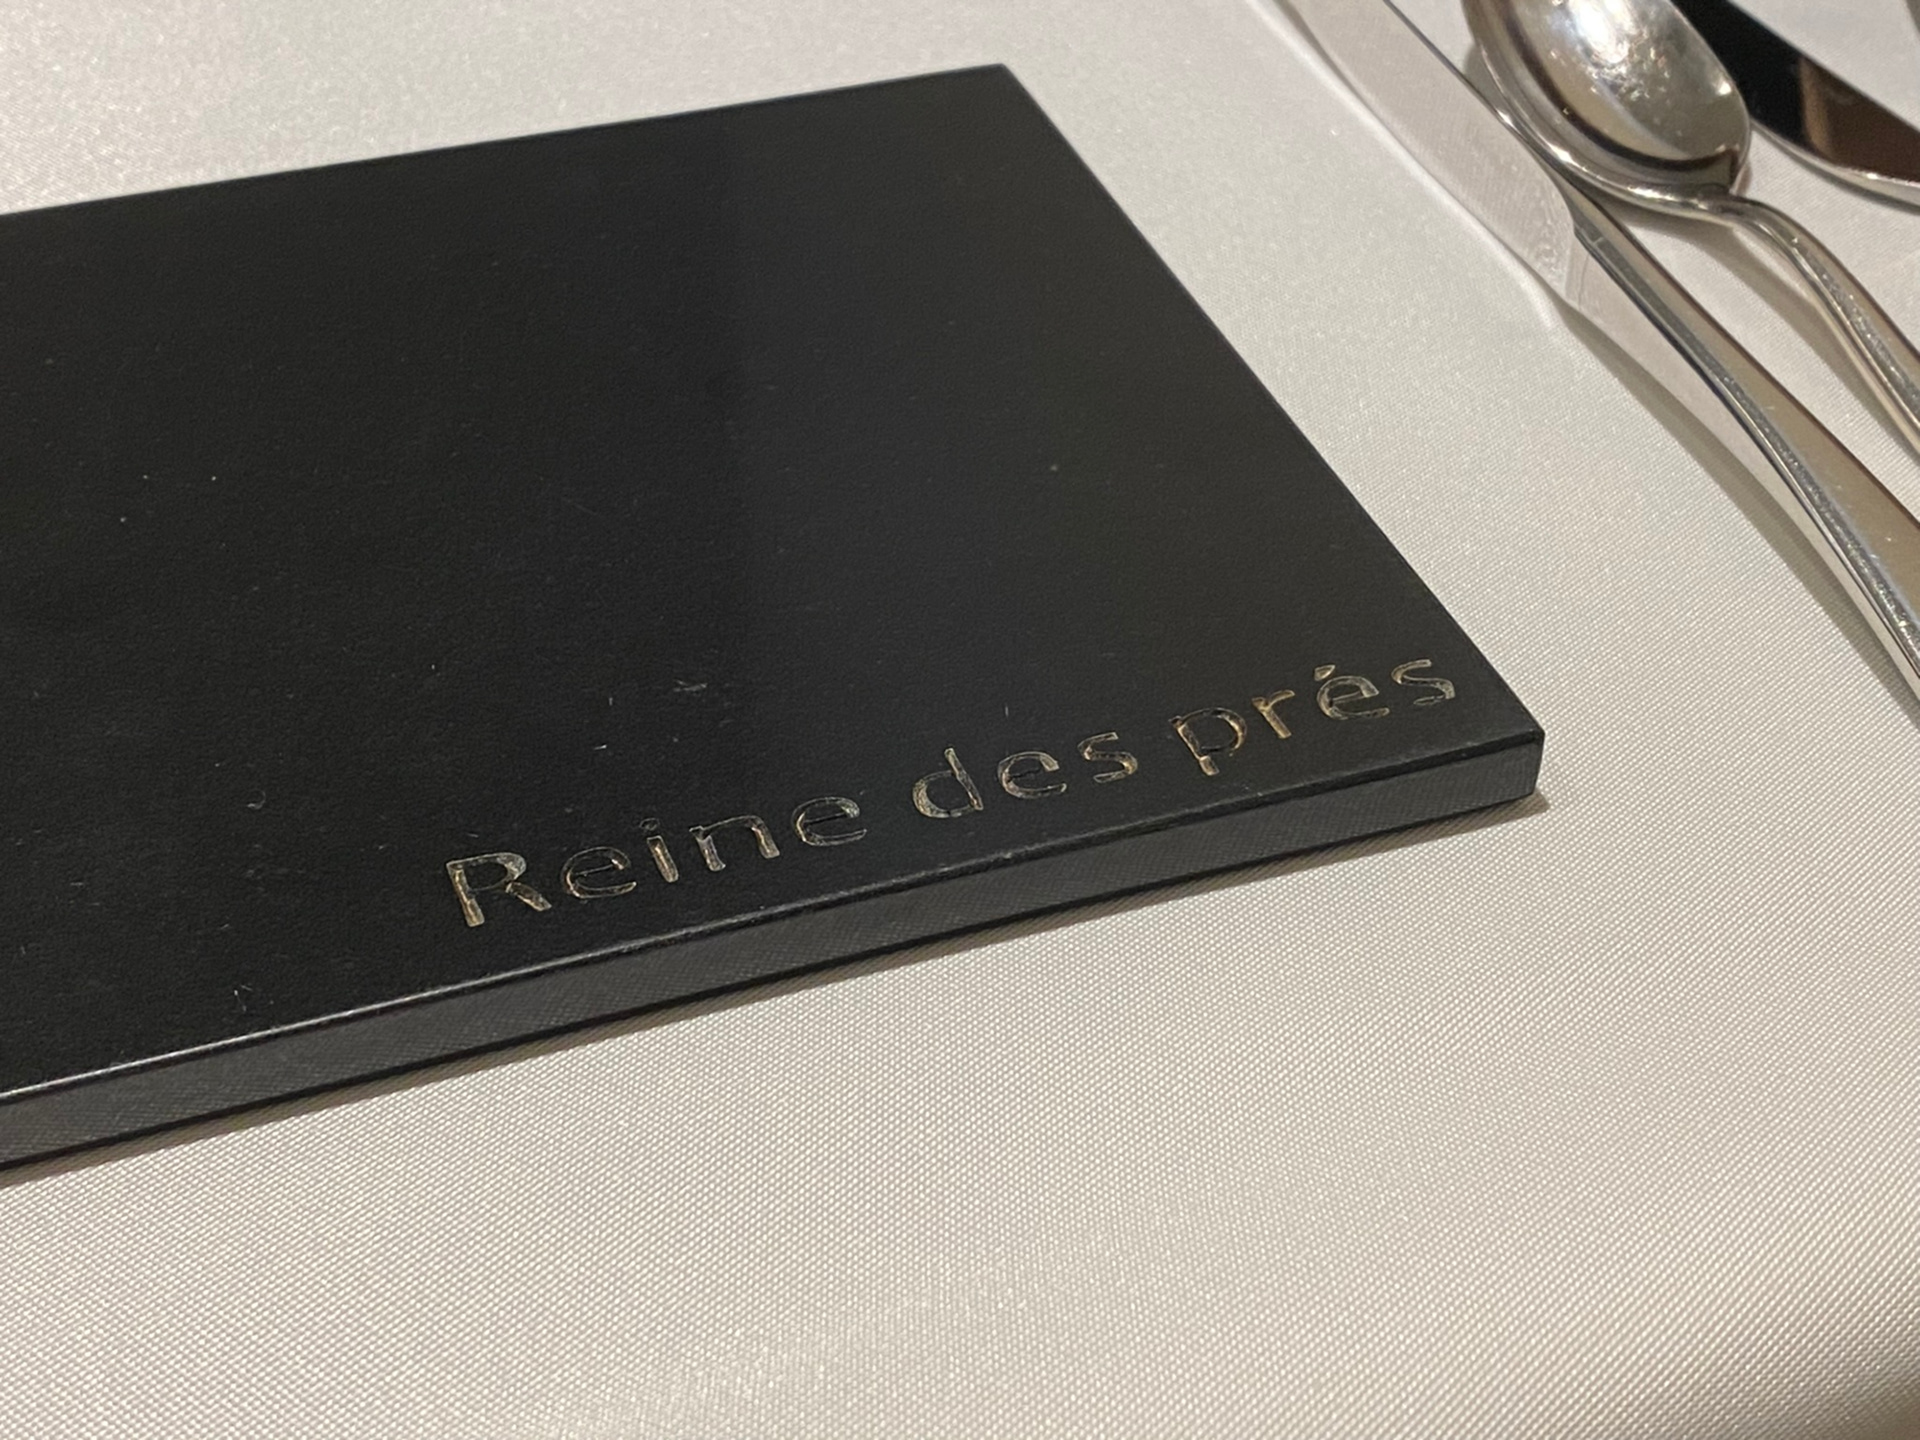 Reine des prés